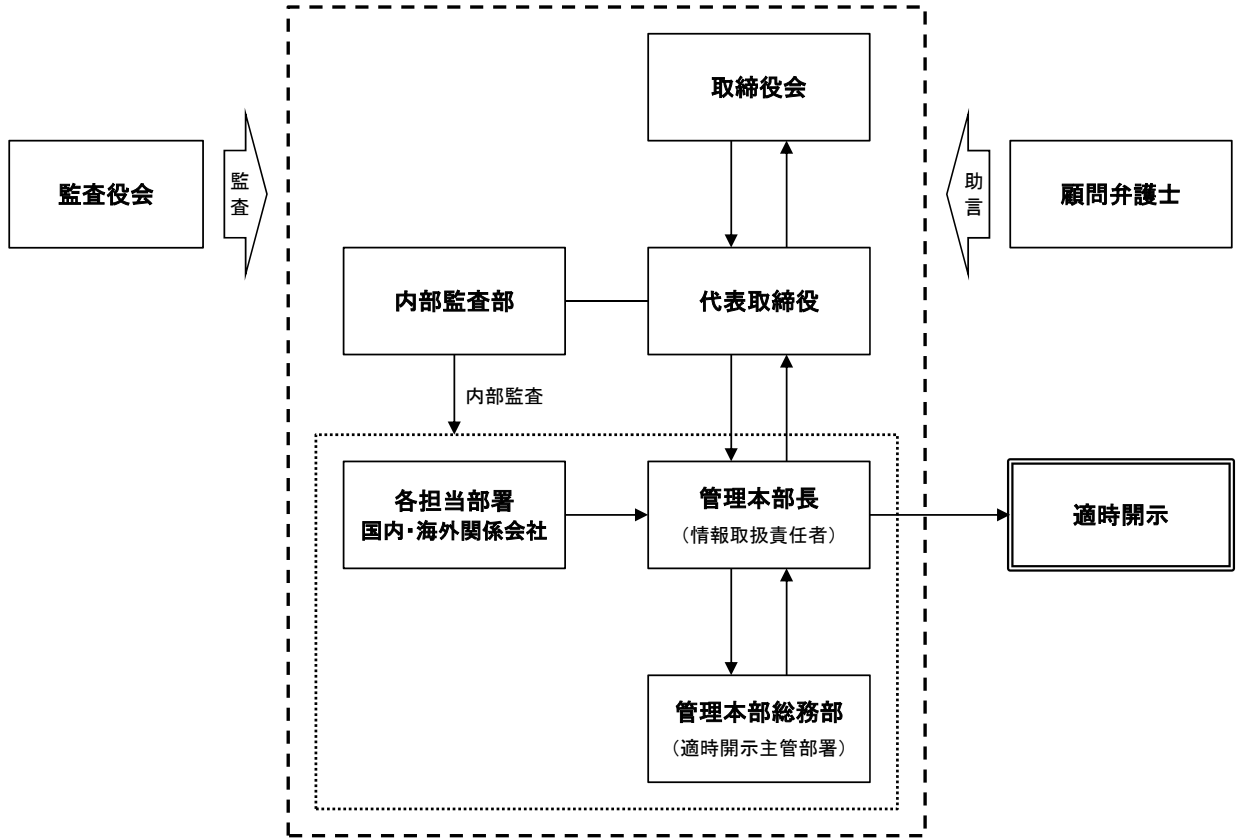 取締役会
監査役会
監査
助言
顧問弁護士
内部監査部
代表取締役
内部監査
各担当部署
国内・海外関係会社
管理本部長
（情報取扱責任者）
適時開示
管理本部総務部
（適時開示主管部署）